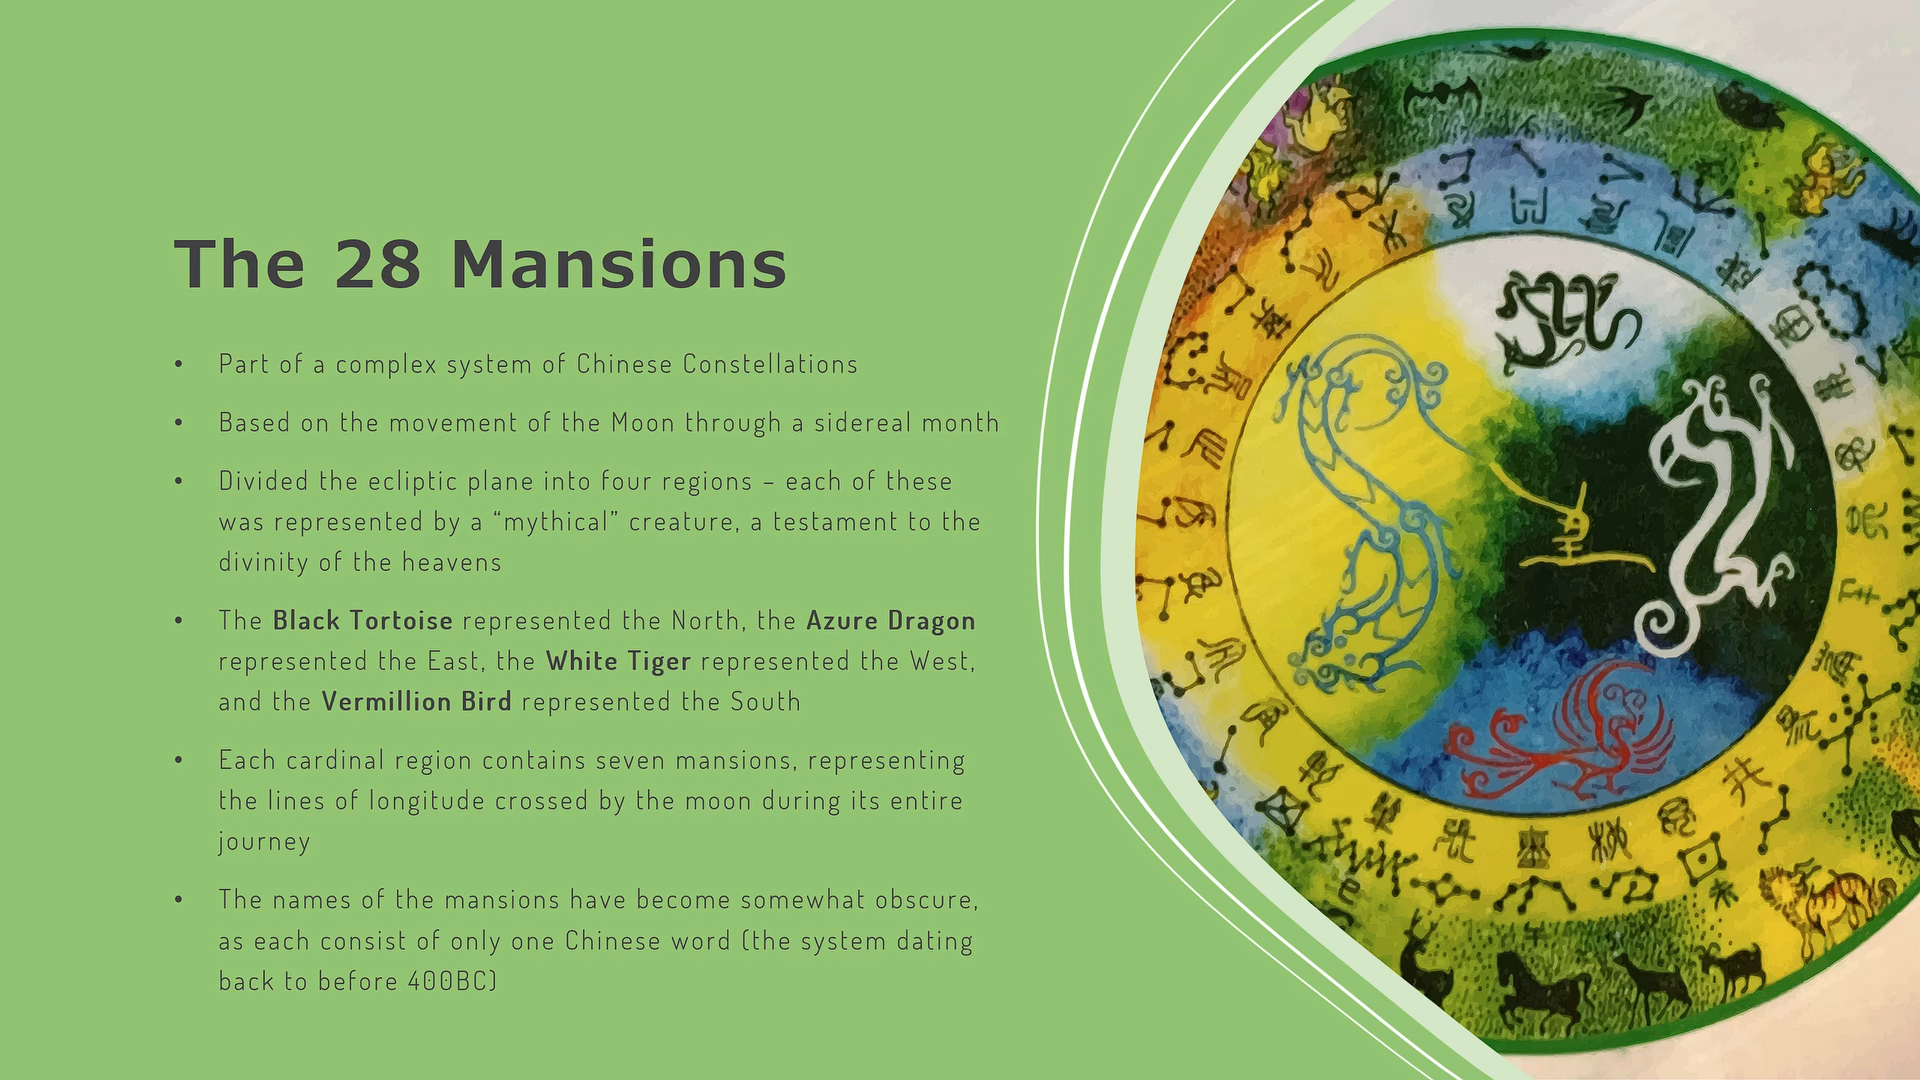 The 28 Mansions
• Part of a complex system of Chinese Constellations
• Based on the movement of the Moon through a sidereal month
• Divided the ecliptic plane into four regions – each of these
was represented by a “mythical” creature, a testament to the
divinity of the heavens
• The Black Tortoise represented the North, the Azure Dragon
represented the East, the White Tiger represented the West,
and the Vermillion Bird represented the South
• Each cardinal region contains seven mansions, representing
the lines of longitude crossed by the moon during its entire
journey
• The names of the mansions have become somewhat obscure,
as each consist of only one Chinese word (the system dating
back to before 400BC)